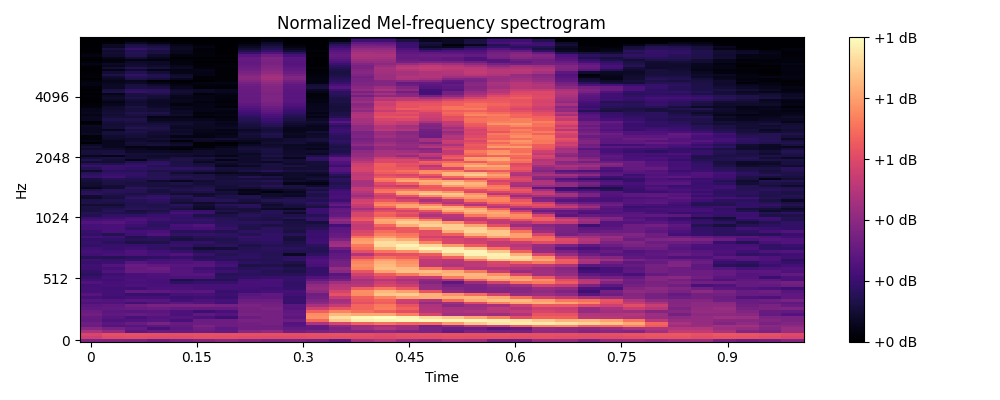 Normalized Mel-frequency spectrogram
Hz
4096
2048
1024
512
0
0 0.15 0.3 0.45 0.6 0.75 0.9
Time
+1 dB
+1 dB
+1 dB
+0 dB
+0 dB
+0 dB